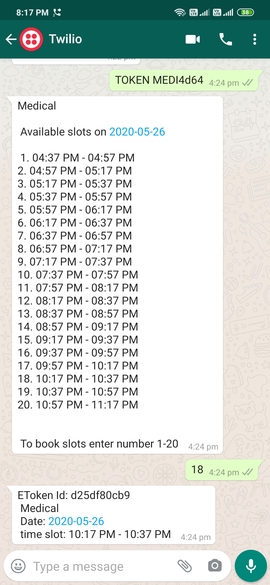 8:17 PM
58
Twilio
TOKEN MEDI4d64 4:24 pm
Medical
Available slots on 2020-05-26
1. 04:37 PM - 04:57 PM
2. 04:57 PM - 05:17 PM
3. 05:17 PM - 05:37 PM
4. 05:37 PM - 05:57 PM
5. 05:57 PM - 06:17 PM
6. 06:17 PM - 06:37 PM
7. 06:37 PM - 06:57 PM
8. 06:57 PM - 07:17 PM
9. 07:17 PM - 07:37 PM
10. 07:37 PM - 07:57 PM
11. 07:57 PM - 08:17 PM
12. 08:17 PM - 08:37 PM
13. 08:37 PM - 08:57 PM
14. 08:57 PM - 09:17 PM
15. 09:17 PM - 09:37 PM
16. 09:37 PM - 09:57 PM
17. 09:57 PM - 10:17 PM
18. 10:17 PM - 10:37 PM
19. 10:37 PM - 10:57 PM
20. 10:57 PM - 11:17 PM
To book slots enter number 1-20 4:24 pm
18 4:24 pm
EToken Id: d25df80cb9
Medical
Date: 2020-05-26
time slot: 10:17 PM - 10:37 PM 4:24 pm
Type a message